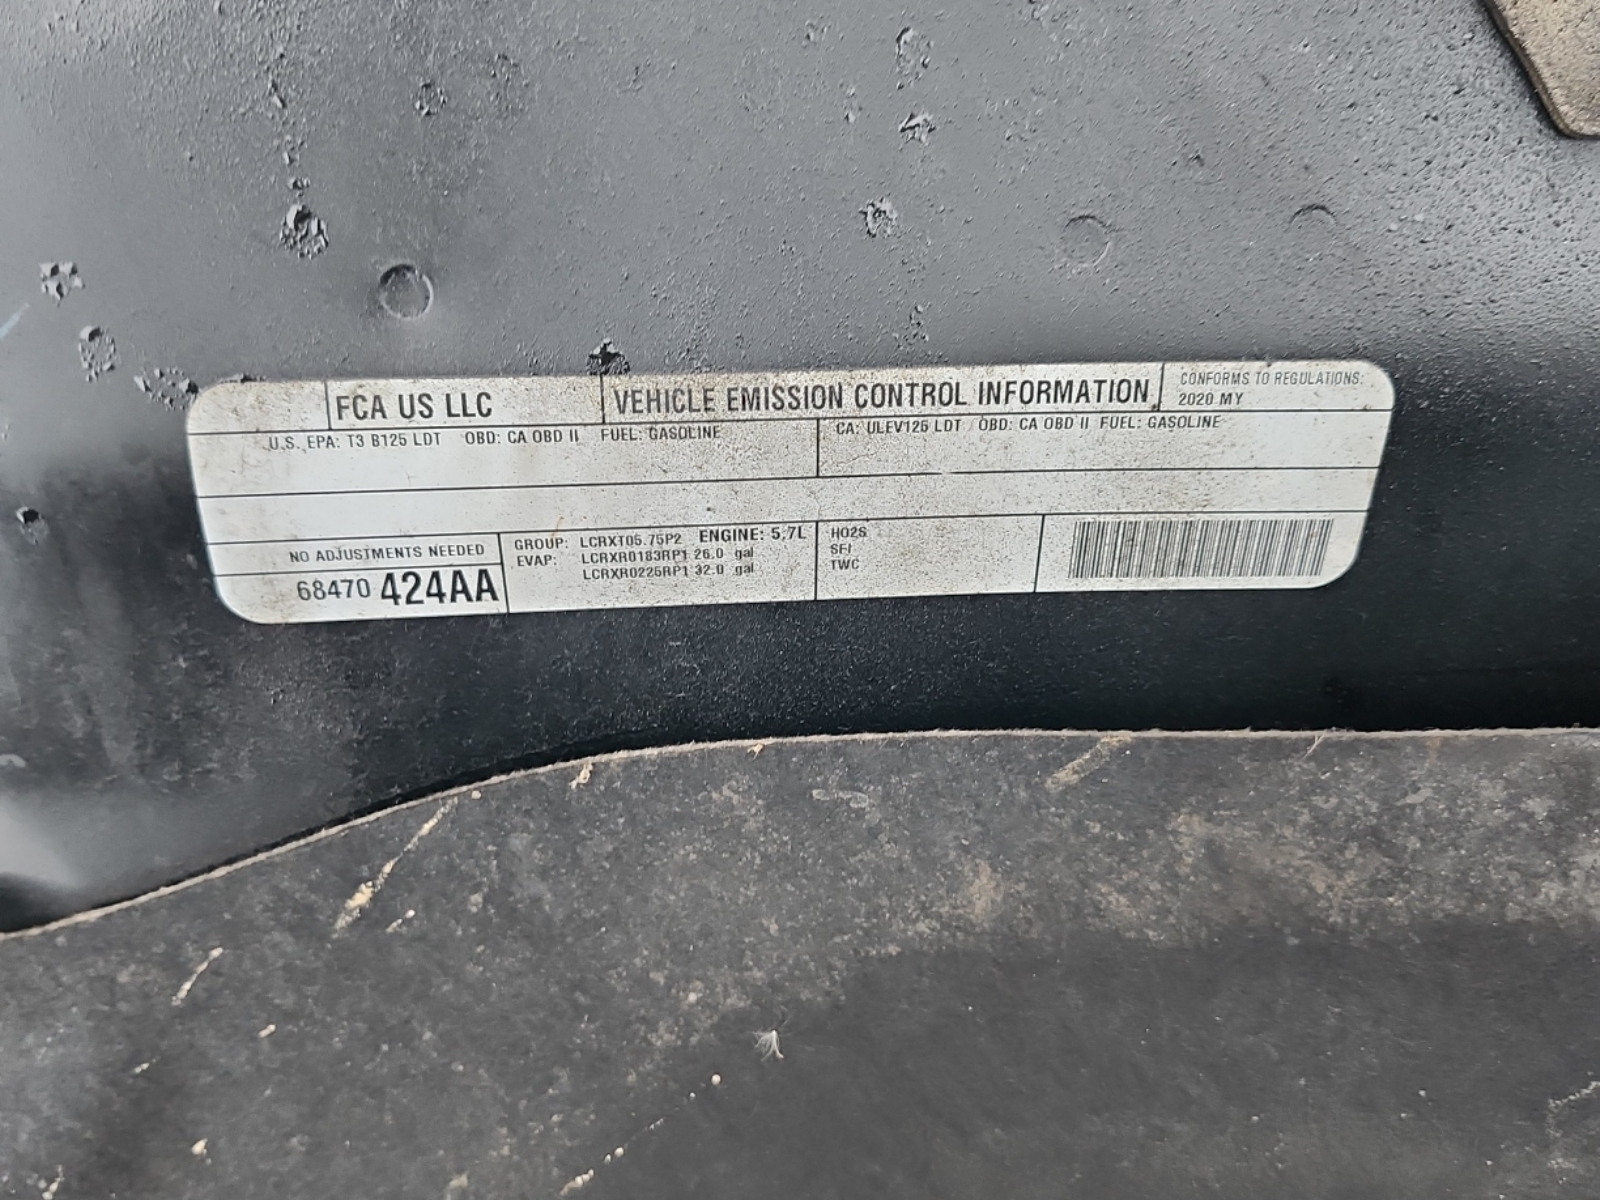 FCA US LLC
VEHICLE EMISSION CONTROL INFORMATION
CONFORMS TO REGULATIONS:
2020 MY
U.S. EPA: T3 B125 LDT OBD: CA OBD II FUEL: GASOLINE
CA: ULEV125 LDT OBD: CA OBD II FUEL: GASOLINE
NO ADJUSTMENTS NEEDED
68470 424AA
GROUP: LCRXT05.75P2 ENGINE: 5.7L
EVAP: LCRXR0183RP1 26.0 gal
LCRXR0225RP1 32.0 gal
HO2S
SFI
TWC